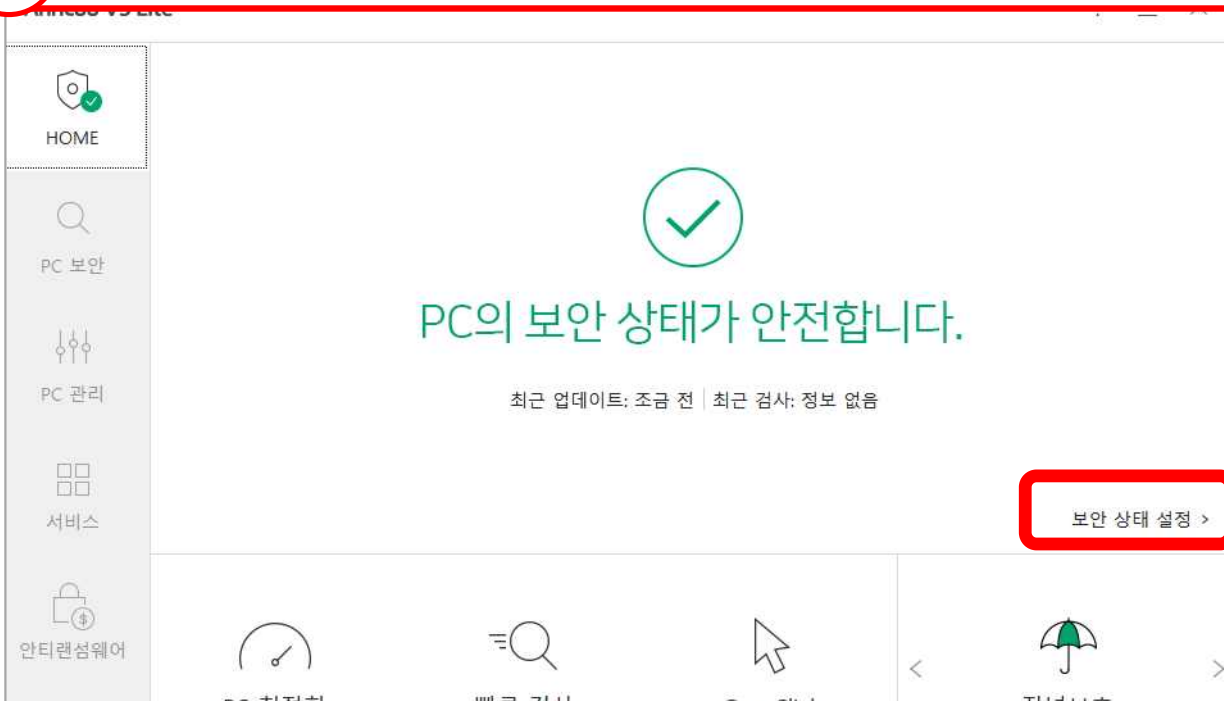 HOME
PC 보안
PC 관리
서비스
안티랜섬웨어
PC의 보안 상태가 안전합니다.
최근 업데이트: 조금 전 | 최근 검사: 정보 없음
보안 상태 설정 >